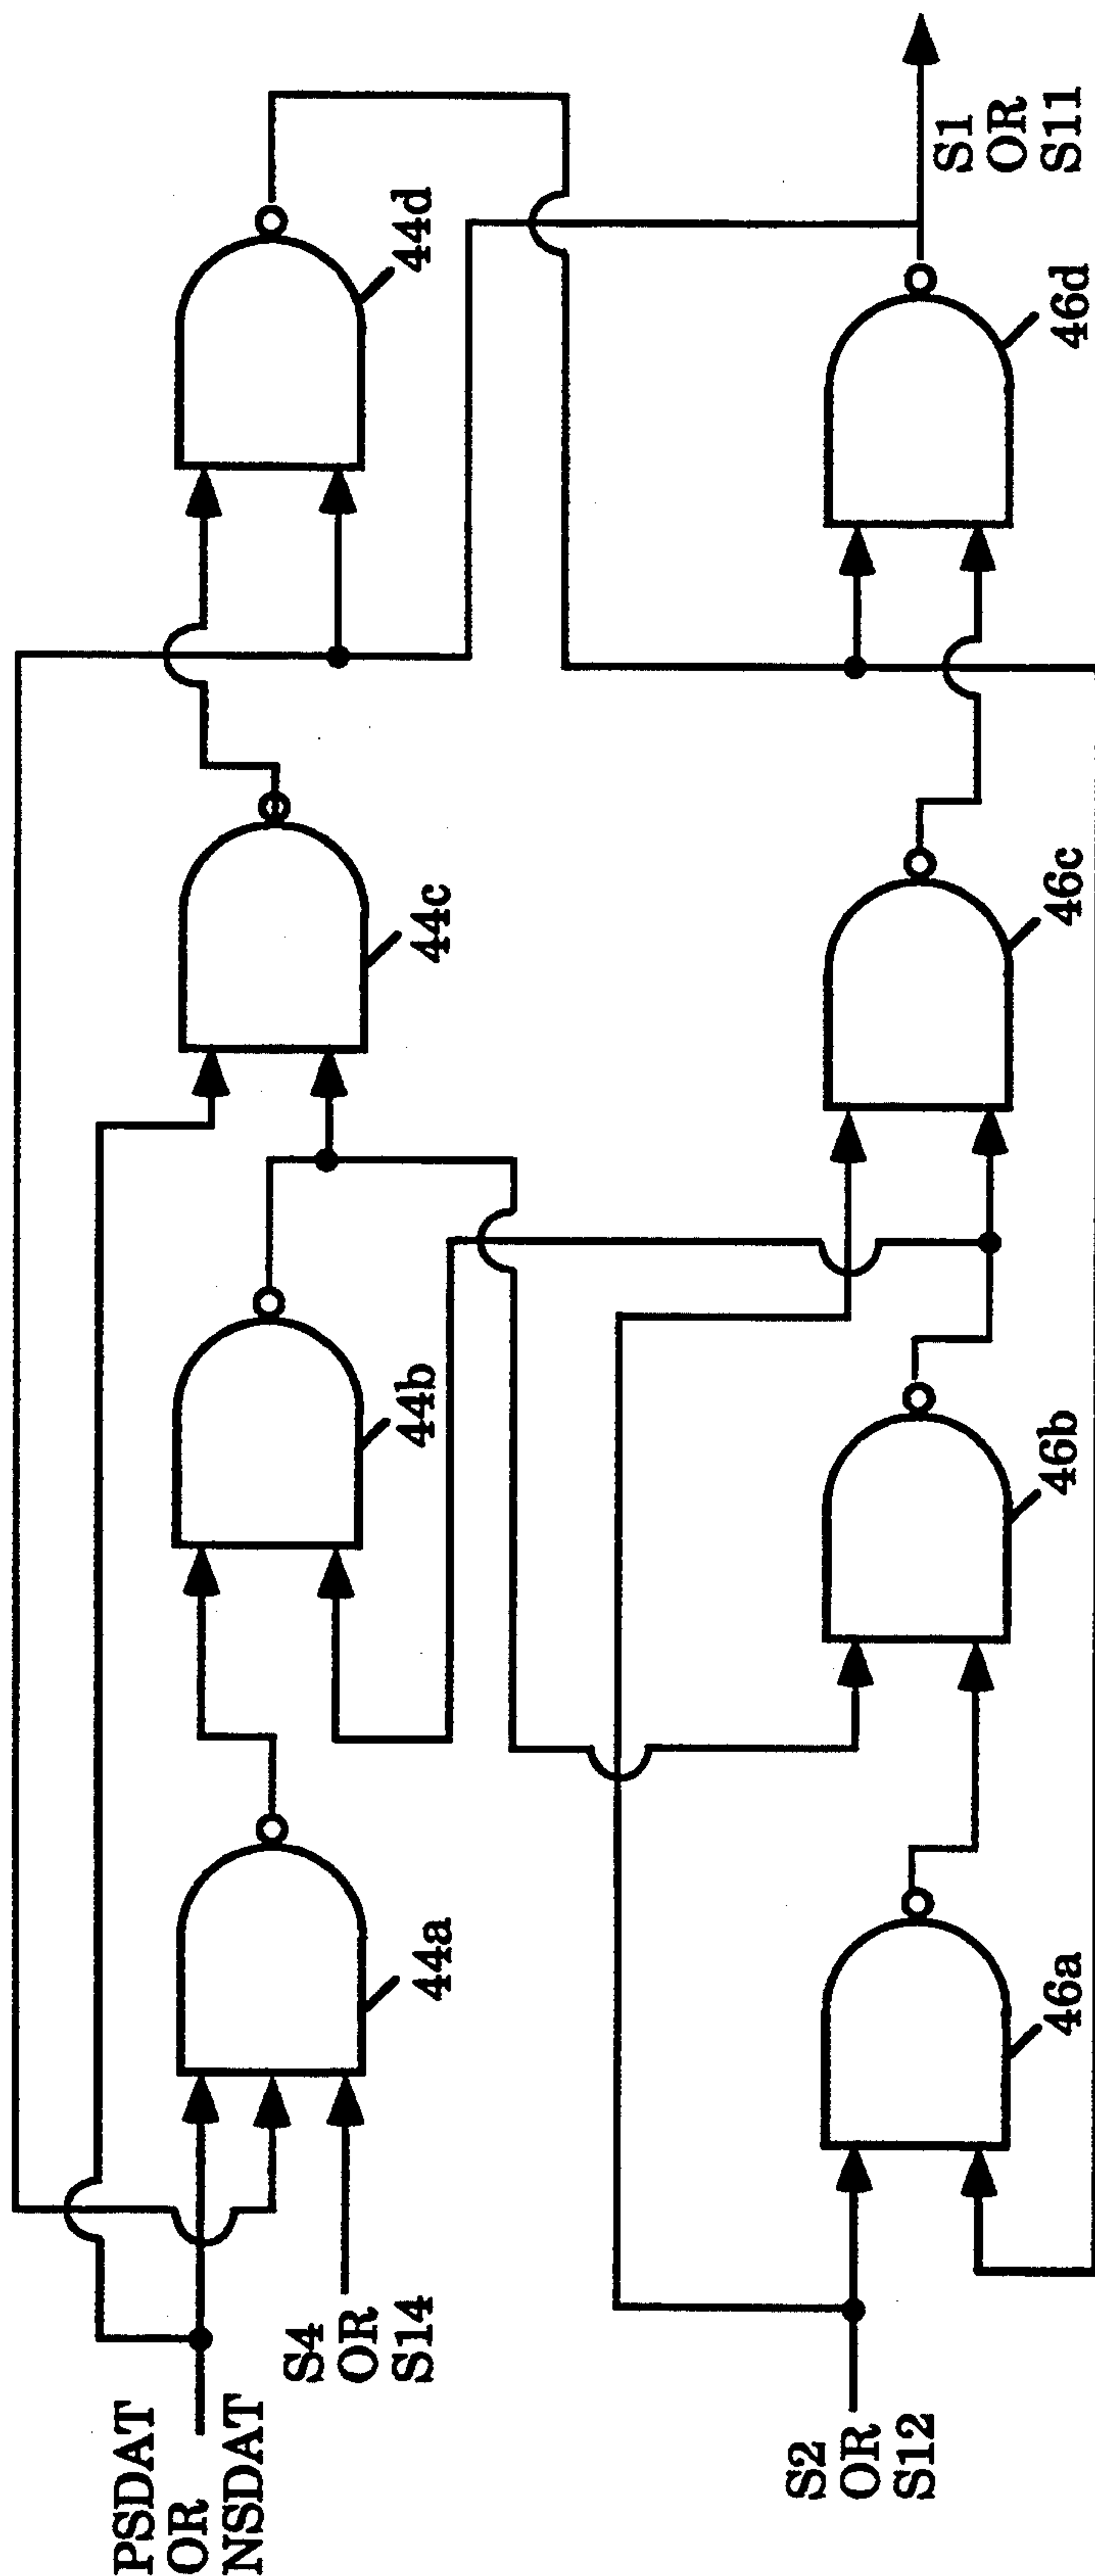 PSDAT
OR
NSDAT
S4
OR
S14
44a
44b
44c
44d
S2
OR
S12
46a
46b
46c
46d
S1
OR
S11